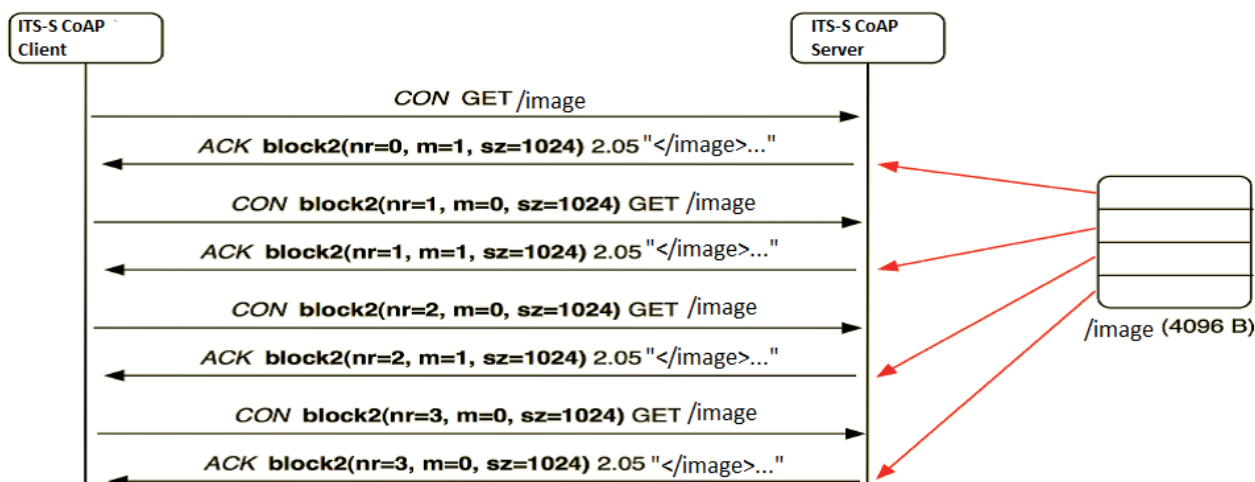 ITS-S CoAP
Client
ITS-S CoAP
Server
CON GET /image
ACK block2(nr=0, m=1, sz=1024) 2.05 "</image>..."
CON block2(nr=1, m=0, sz=1024) GET /image
ACK block2(nr=1, m=1, sz=1024) 2.05 "</image>..."
CON block2(nr=2, m=0, sz=1024) GET /image
/image (4096 B)
ACK block2(nr=2, m=1, sz=1024) 2.05 "</image>..."
CON block2(nr=3, m=0, sz=1024) GET /image
ACK block2(nr=3, m=0, sz=1024) 2.05 "</image>..."